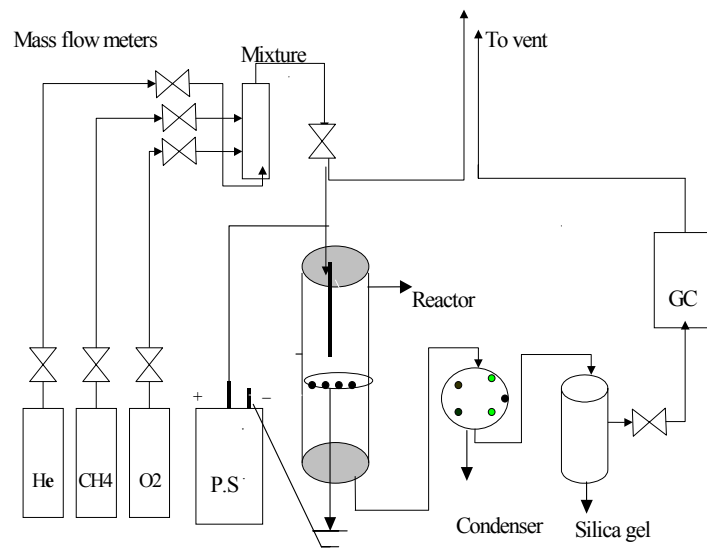 Mass flow meters
Mixture
To vent
Reactor
GC
+
–
He
CH4
O2
P.S
Condenser
Silica gel